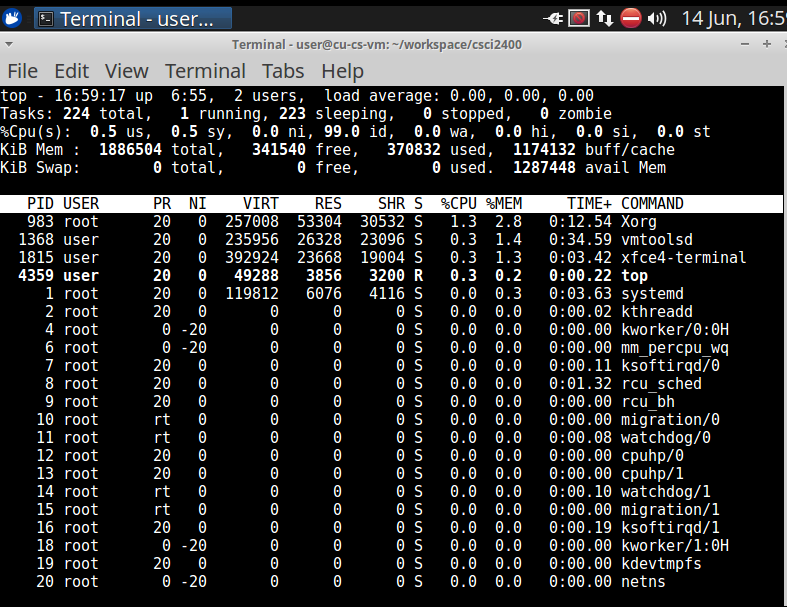 Terminal - user...
14 Jun, 16:59
Terminal - user@cu-cs-vm: ~/workspace/csci2400
File Edit View Terminal Tabs Help
top - 16:59:17 up  6:55,  2 users,  load average: 0.00, 0.00, 0.00
Tasks: 224 total,   1 running, 223 sleeping,   0 stopped,   0 zombie
%Cpu(s):  0.5 us,  0.5 sy,  0.0 ni, 99.0 id,  0.0 wa,  0.0 hi,  0.0 si,  0.0 st
KiB Mem :  1886504 total,   341540 free,   370832 used,  1174132 buff/cache
KiB Swap:        0 total,        0 free,        0 used.  1287448 avail Mem
PID USER PR NI VIRT RES SHR S %CPU %MEM TIME+ COMMAND
983 root 20 0 257008 53304 30532 S 1.3 2.8 0:12.54 Xorg
1368 user 20 0 235956 26328 23096 S 0.3 1.4 0:34.59 vmtoolsd
1815 user 20 0 392924 23668 19004 S 0.3 1.3 0:03.42 xfce4-terminal
4359 user 20 0 49288 3856 3200 R 0.3 0.2 0:00.22 top
1 root 20 0 119812 6076 4116 S 0.0 0.3 0:03.63 systemd
2 root 20 0 0 0 0 S 0.0 0.0 0:00.02 kthreadd
4 root 0 -20 0 0 0 S 0.0 0.0 0:00.00 kworker/0:0H
6 root 0 -20 0 0 0 S 0.0 0.0 0:00.00 mm_percpu_wq
7 root 20 0 0 0 0 S 0.0 0.0 0:00.11 ksoftirqd/0
8 root 20 0 0 0 0 S 0.0 0.0 0:01.32 rcu_sched
9 root 20 0 0 0 0 S 0.0 0.0 0:00.00 rcu_bh
10 root rt 0 0 0 0 S 0.0 0.0 0:00.00 migration/0
11 root rt 0 0 0 0 S 0.0 0.0 0:00.08 watchdog/0
12 root 20 0 0 0 0 S 0.0 0.0 0:00.00 cpuhp/0
13 root 20 0 0 0 0 S 0.0 0.0 0:00.00 cpuhp/1
14 root rt 0 0 0 0 S 0.0 0.0 0:00.10 watchdog/1
15 root rt 0 0 0 0 S 0.0 0.0 0:00.00 migration/1
16 root 20 0 0 0 0 S 0.0 0.0 0:00.19 ksoftirqd/1
18 root 0 -20 0 0 0 S 0.0 0.0 0:00.00 kworker/1:0H
19 root 20 0 0 0 0 S 0.0 0.0 0:00.00 kdevtmpfs
20 root 0 -20 0 0 0 S 0.0 0.0 0:00.00 netns